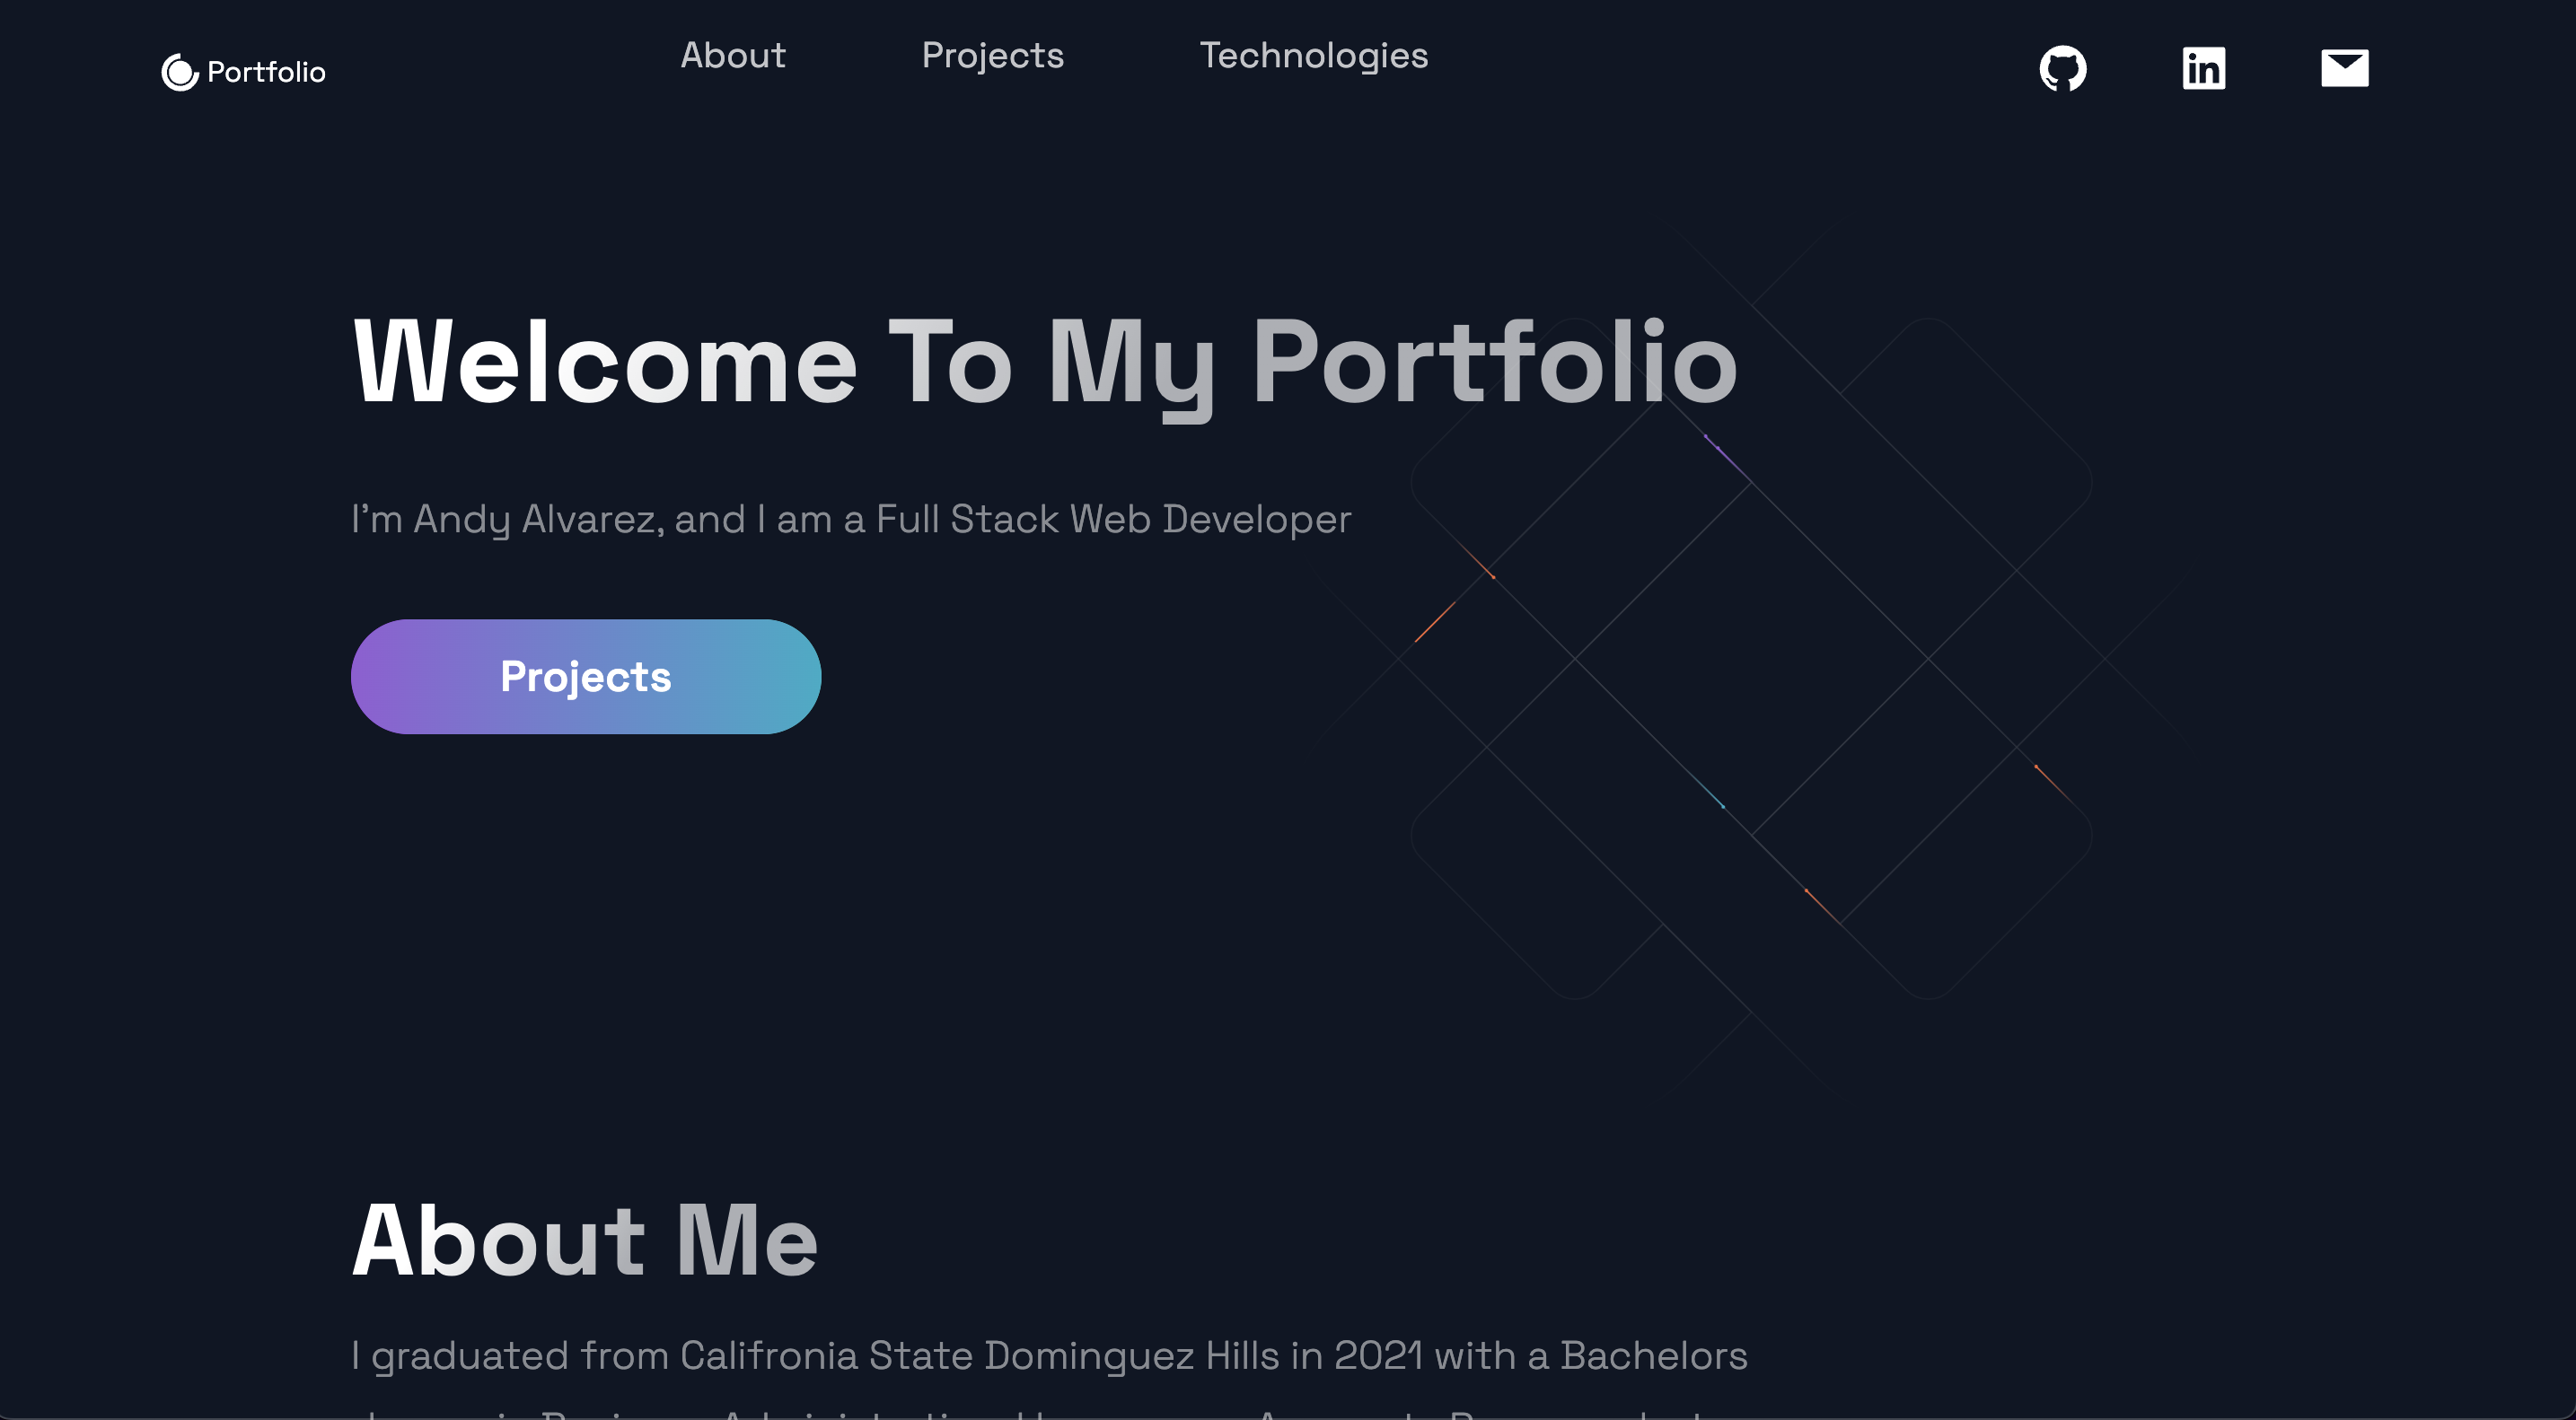 Portfolio
About
Projects
Technologies
in
Welcome To My Portfolio
I'm Andy Alvarez, and I am a Full Stack Web Developer
Projects
About Me
I graduated from Califronia State Dominguez Hills in 2021 with a Bachelors